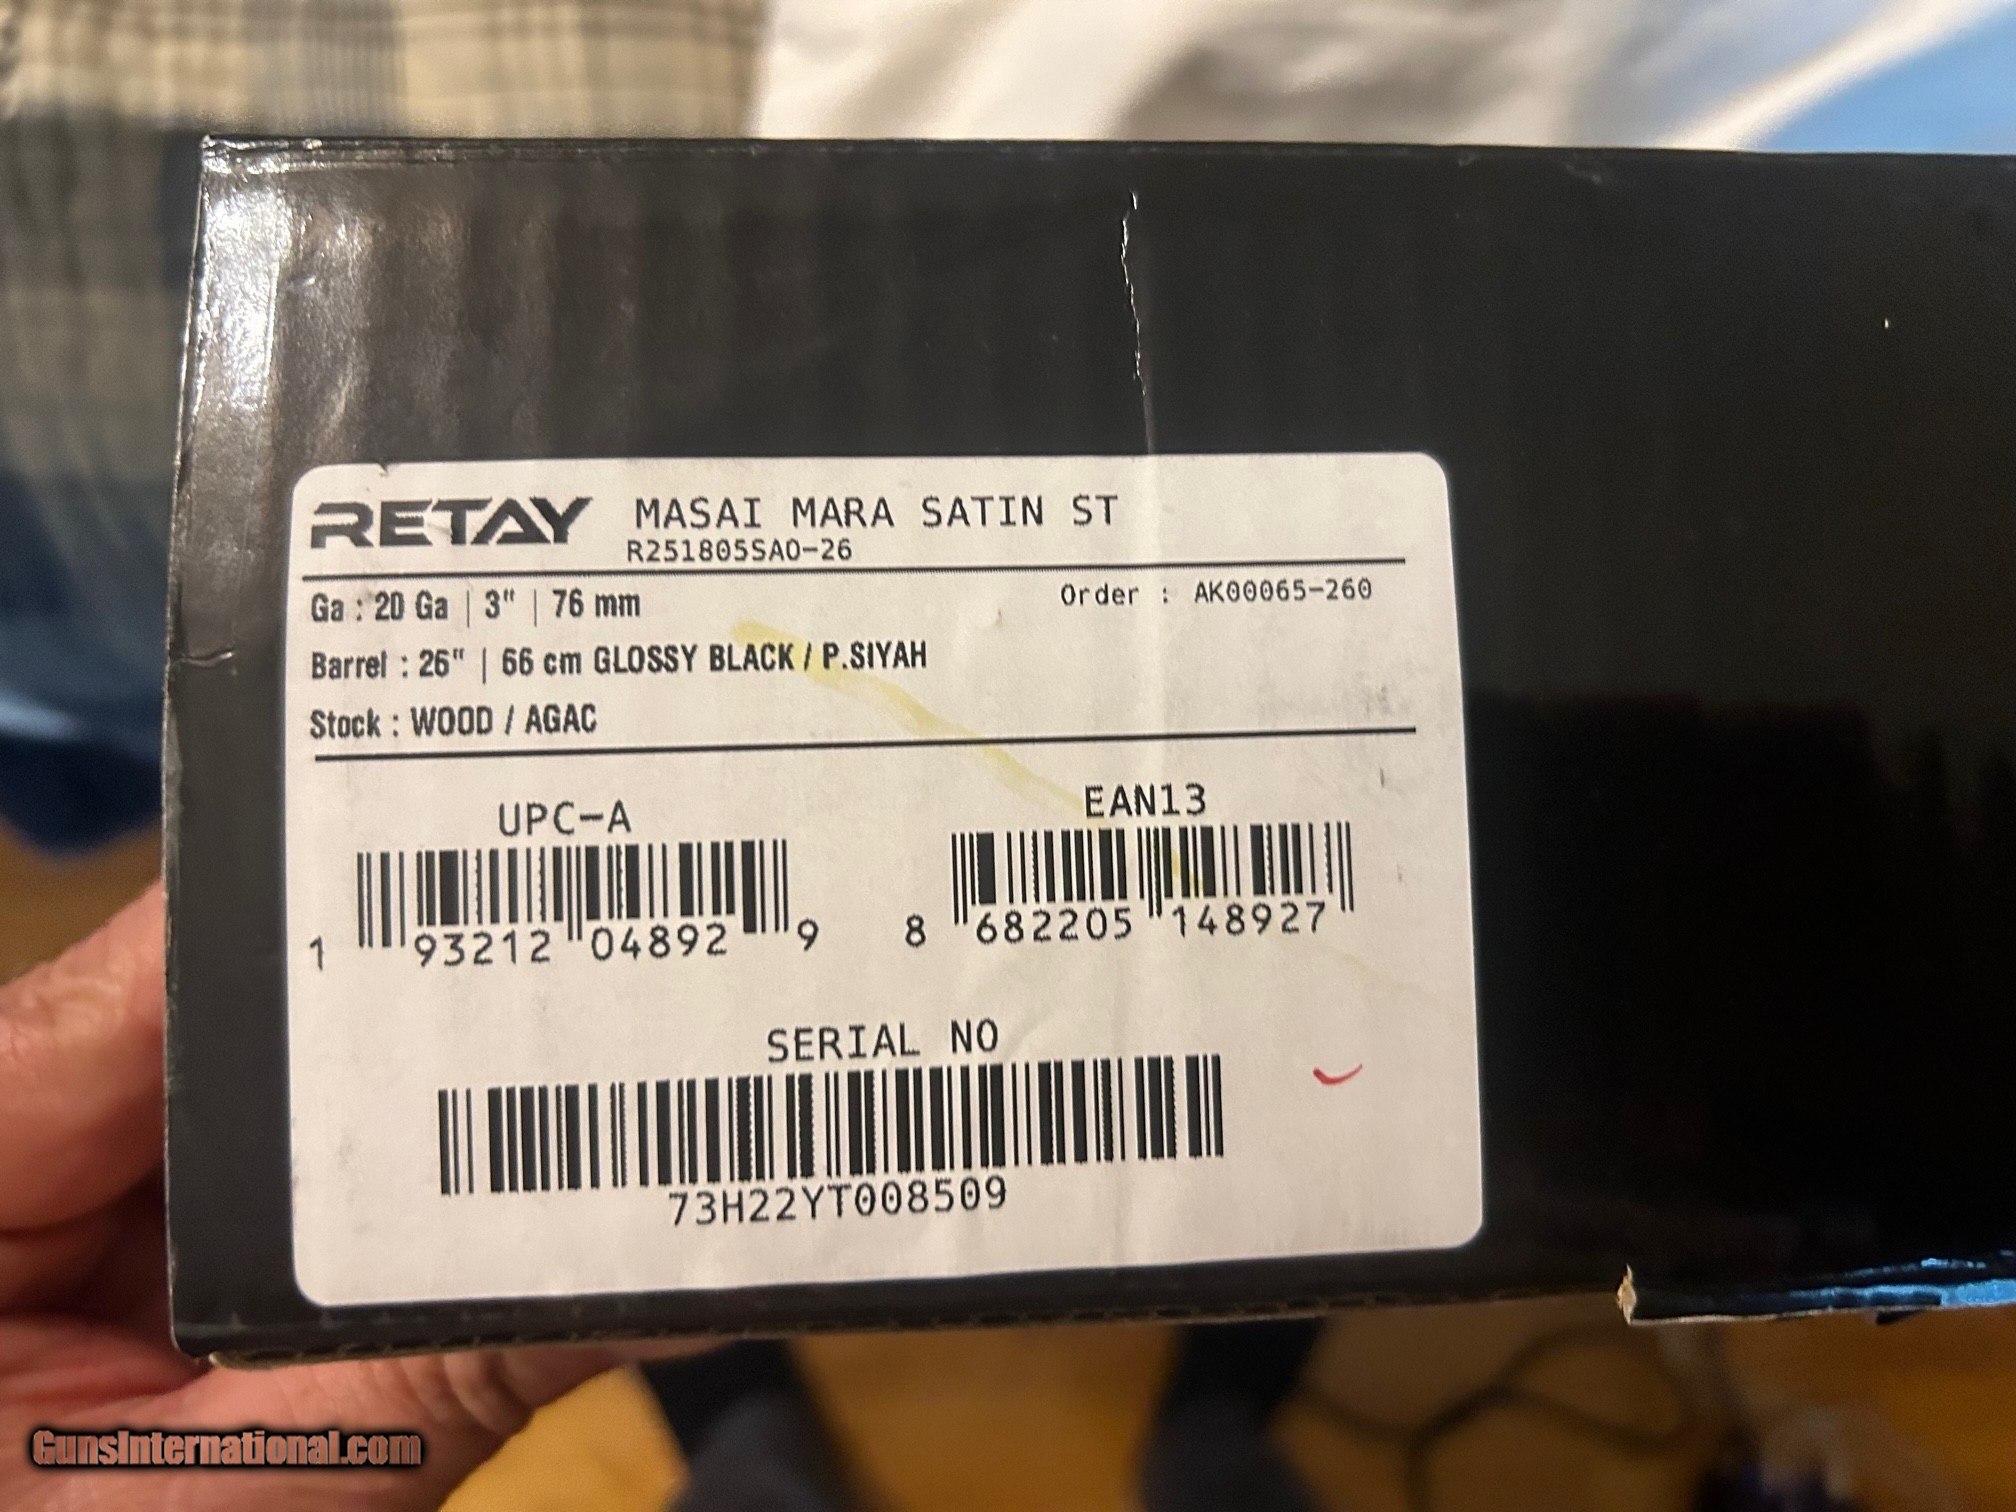 RETAY MASAI MARA SATIN ST
R251805SAO-26
Ga : 20 Ga | 3" | 76 mm
Order : AK00065-260
Barrel : 26" | 66 cm GLOSSY BLACK / P.SIYAH
Stock : WOOD / AGAC
UPC-A
1 93212 04892 9
EAN13
8 682205 148927
SERIAL NO
73H22YT008509
GunsInternational.com